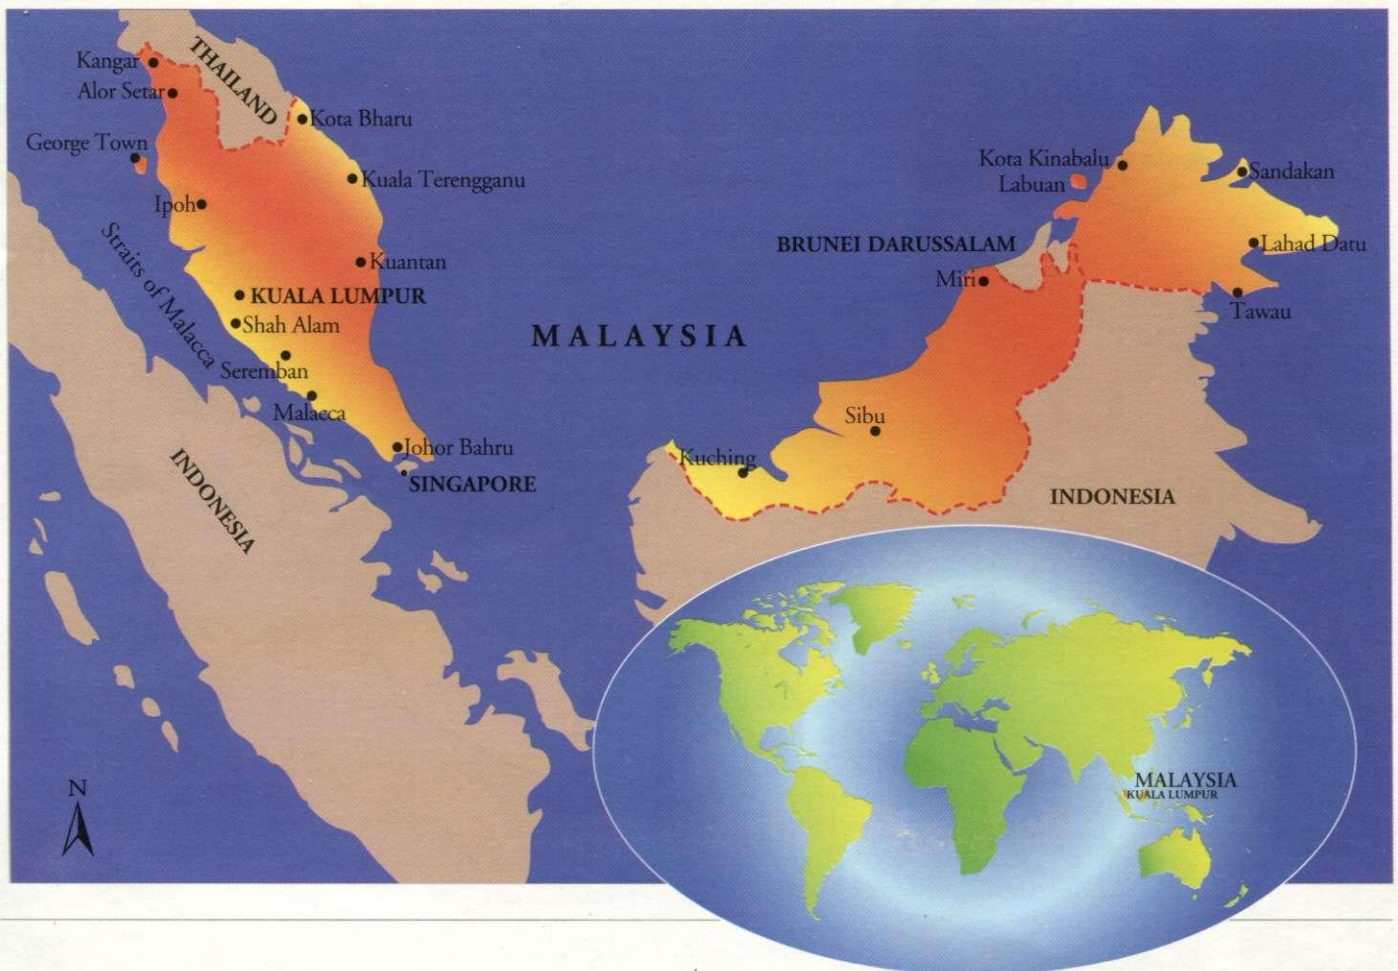 THAILAND
Kangar
Alor Setar
Kota Bharu
George Town
Kuala Terengganu
Ipoh
Straits of Malacca
Kuantan
KUALA LUMPUR
Shah Alam
Seremban
Malacca
Johor Bahru
SINGAPORE
INDONESIA
MALAYSIA
Kota Kinabalu
Labuan
Sandakan
BRUNEI DARUSSALAM
Lahad Datu
Miri
Tawau
Sibu
Kuching
INDONESIA
N
MALAYSIA
KUALA LUMPUR